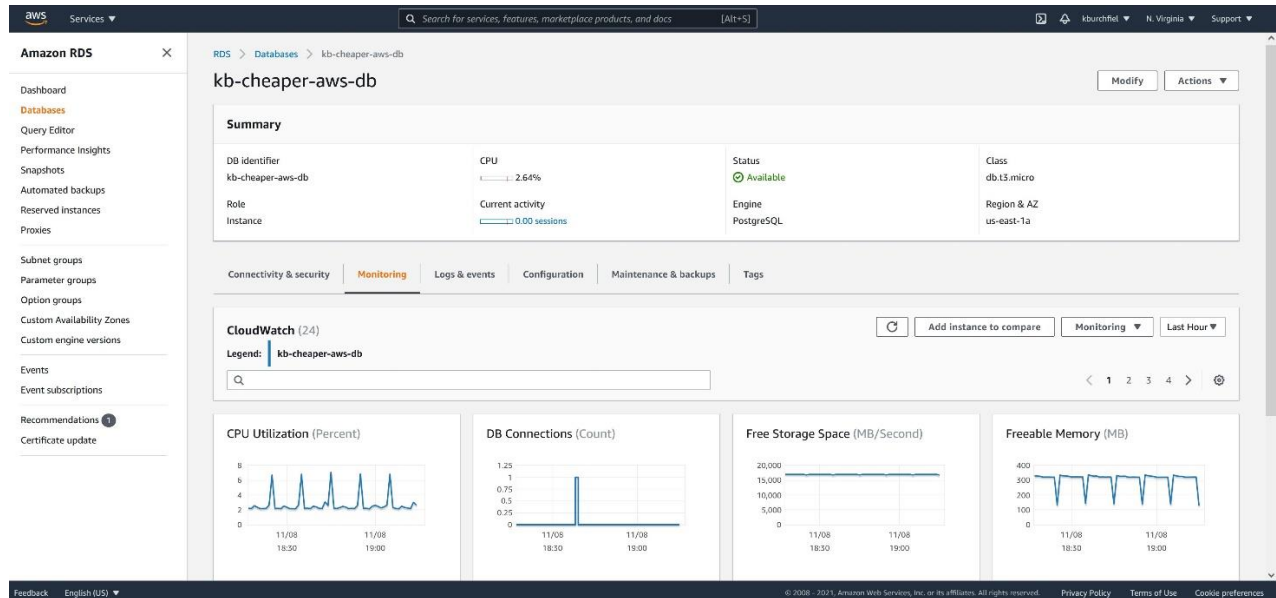 aws Services ▼ Search for services, features, marketplace products, and docs [Alt+S] kburchfiel ▼ N. Virginia ▼ Support ▼
Amazon RDS
Dashboard
Databases
Query Editor
Performance Insights
Snapshots
Automated backups
Reserved instances
Proxies
Subnet groups
Parameter groups
Option groups
Custom Availability Zones
Custom engine versions
Events
Event subscriptions
Recommendations 1
Certificate update
RDS > Databases > kb-cheaper-aws-db
kb-cheaper-aws-db
Modify Actions ▼
Summary
DB identifier
kb-cheaper-aws-db
CPU
2.64%
Status
Available
Class
db.t3.micro
Role
Instance
Current activity
0.00 sessions
Engine
PostgreSQL
Region & AZ
us-east-1a
Connectivity & security Monitoring Logs & events Configuration Maintenance & backups Tags
CloudWatch (24)
Add instance to compare Monitoring ▼ Last Hour ▼
Legend: kb-cheaper-aws-db
< 1 2 3 4 >
CPU Utilization (Percent)
8
6
4
2
0
11/08 11/08
18:30 19:00
DB Connections (Count)
1.25
1
0.75
0.5
0.25
0
11/08 11/08
18:30 19:00
Free Storage Space (MB/Second)
20,000
15,000
10,000
5,000
0
11/08 11/08
18:30 19:00
Freeable Memory (MB)
400
300
200
100
0
11/08 11/08
18:30 19:00
Feedback English (US) ▼ © 2008 - 2021, Amazon Web Services, Inc. or its affiliates. All rights reserved. Privacy Policy Terms of Use Cookie preferences